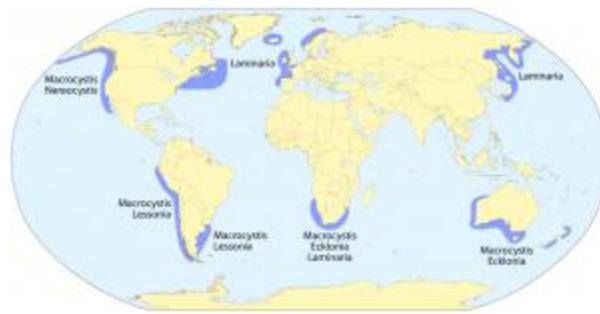 Laminaria
Macrocystis
Nereocystis
Laminaria
Macrocystis
Lessonia
Macrocystis
Lessonia
Macrocystis
Ecklonia
Laminaria
Macrocystis
Ecklonia